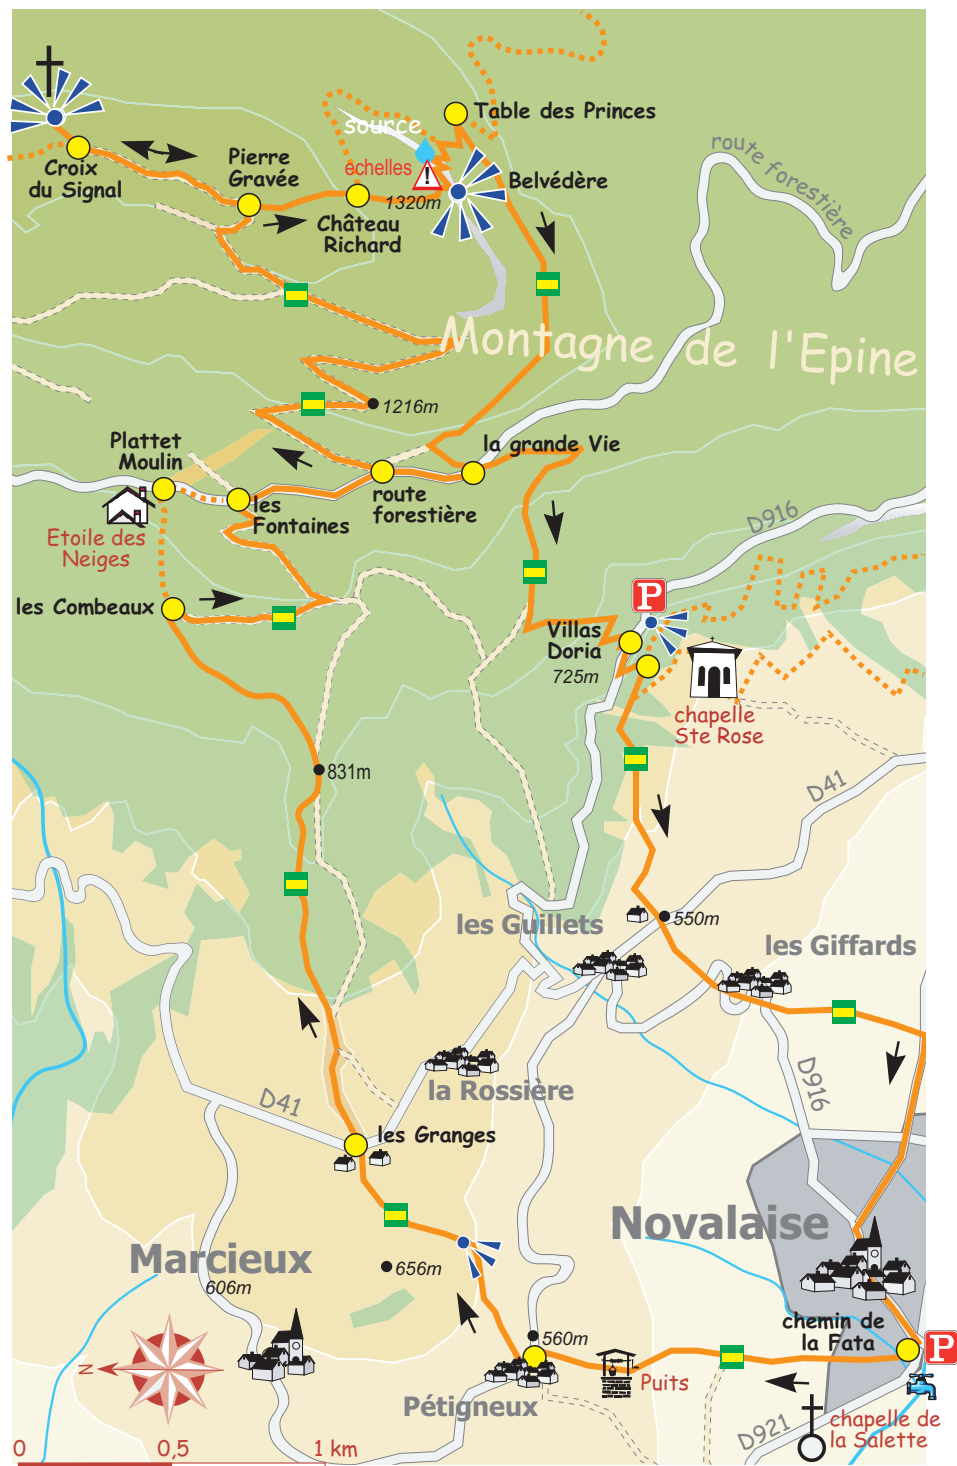 Table des Princes
source
échelles
!
Belvédère
1320m
Croix
du Signal
Pierre
Gravée
Château
Richard
route forestière
Montagne de l'Epine
1216m
Plattet
Moulin
la grande Vie
les
Fontaines
route
forestière
Etoile des
Neiges
D916
les Combeaux
P
Villas
Doria
725m
chapelle
Ste Rose
831m
D41
les Guillets
550m
les Giffards
la Rossière
D916
D41
les Granges
Novalaise
Marcieux
606m
656m
chemin de
la Fata
P
560m
N
Puits
Pétigneux
chapelle de
la Salette
D921
0 0,5 1 km